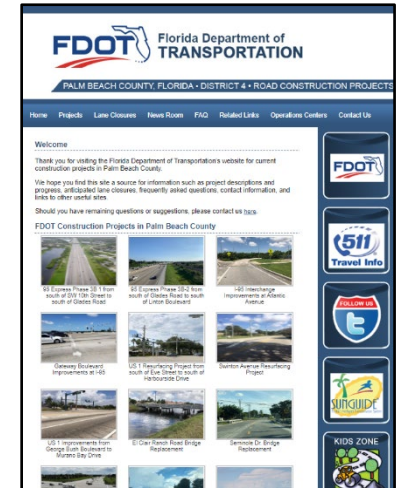 FDOT
Florida Department of
TRANSPORTATION
PALM BEACH COUNTY, FLORIDA • DISTRICT 4 • ROAD CONSTRUCTION PROJECTS
Home Projects Lane Closures News Room FAQ Related Links Operations Centers Contact Us
Welcome
Thank you for visiting the Florida Department of Transportation's website for current
construction projects in Palm Beach County.
We hope you find this site a source for information such as project descriptions and
progress, anticipated lane closures, frequently asked questions, contact information, and
links to other useful sites.
Should you have remaining questions or suggestions, please contact us here.
FDOT Construction Projects in Palm Beach County
95 Express Phase 3B 1 from
south of SW 10th Street to
south of Glades Road
95 Express Phase 3B-2 from
south of Glades Road to south
of Linton Boulevard
I-95 Interchange
Improvements at Atlantic
Avenue
Gateway Boulevard
Improvements at I-95
US 1 Resurfacing Project from
south of Eve Street to south of
Harbourside Drive
Swinton Avenue Resurfacing
Project
US 1 Improvements from
George Bush Boulevard to
Murano Bay Drive
El Clair Ranch Road Bridge
Replacement
Seminole Dr. Bridge
Replacement
FDOT
511
Travel Info
FOLLOW US
t
SUNGUIDE
KIDS ZONE